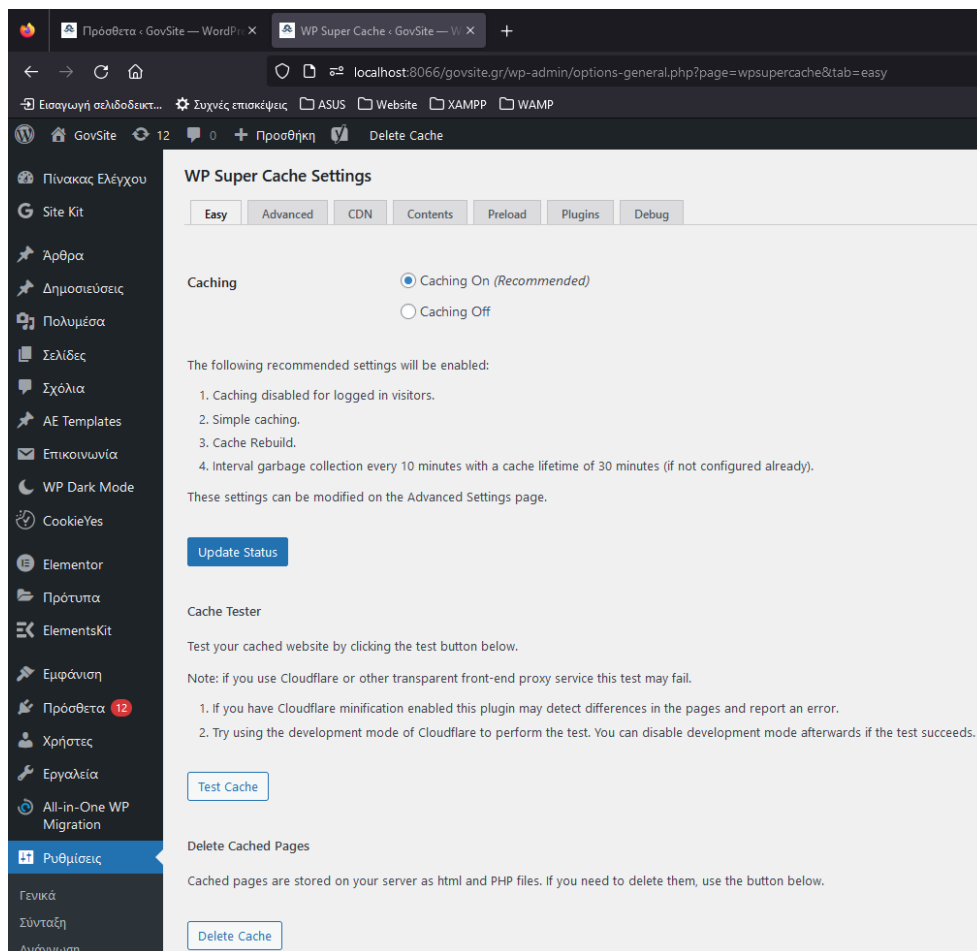 Πρόσθετα ‹ GovSite — WordPr
WP Super Cache ‹ GovSite — W
localhost:8066/govsite.gr/wp-admin/options-general.php?page=wpsupercache&tab=easy
Εισαγωγή σελιδοδεικτ... Συχνές επισκέψεις ASUS Website XAMPP WAMP
GovSite 12 0 Προσθήκη Delete Cache
Πίνακας Ελέγχου
Site Kit
Άρθρα
Δημοσιεύσεις
Πολυμέσα
Σελίδες
Σχόλια
AE Templates
Επικοινωνία
WP Dark Mode
CookieYes
Elementor
Πρότυπα
ElementsKit
Εμφάνιση
Πρόσθετα 12
Χρήστες
Εργαλεία
All-in-One WP
Migration
Ρυθμίσεις
Γενικά
Σύνταξη
Ανάγνωση
WP Super Cache Settings
Easy Advanced CDN Contents Preload Plugins Debug
Caching
Caching On (Recommended)
Caching Off
The following recommended settings will be enabled:
1. Caching disabled for logged in visitors.
2. Simple caching.
3. Cache Rebuild.
4. Interval garbage collection every 10 minutes with a cache lifetime of 30 minutes (if not configured already).
These settings can be modified on the Advanced Settings page.
Update Status
Cache Tester
Test your cached website by clicking the test button below.
Note: if you use Cloudflare or other transparent front-end proxy service this test may fail.
1. If you have Cloudflare minification enabled this plugin may detect differences in the pages and report an error.
2. Try using the development mode of Cloudflare to perform the test. You can disable development mode afterwards if the test succeeds.
Test Cache
Delete Cached Pages
Cached pages are stored on your server as html and PHP files. If you need to delete them, use the button below.
Delete Cache